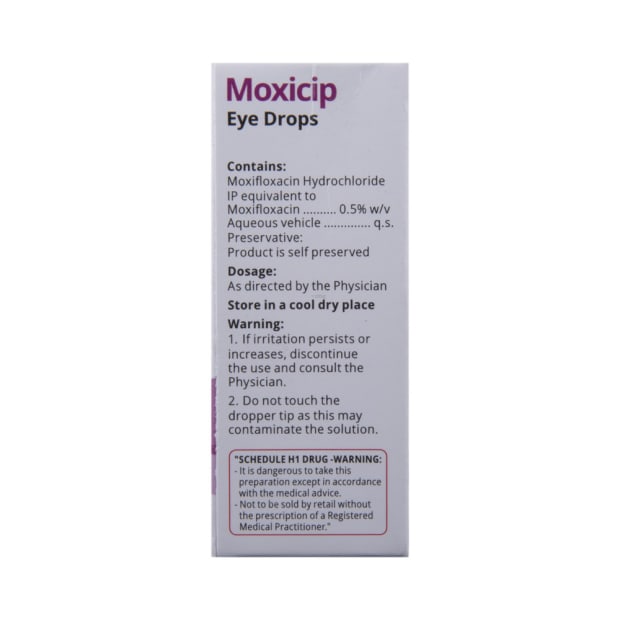 Moxicip
Eye Drops
Contains:
Moxifloxacin Hydrochloride
IP equivalent to
Moxifloxacin .......... 0.5% w/v
Aqueous vehicle .............. q.s.
Preservative:
Product is self preserved
Dosage:
As directed by the Physician
Store in a cool dry place
Warning:
1. If irritation persists or
increases, discontinue
the use and consult the
Physician.
2. Do not touch the
dropper tip as this may
contaminate the solution.
"SCHEDULE H1 DRUG -WARNING:
- It is dangerous to take this
preparation except in accordance
with the medical advice.
- Not to be sold by retail without
the prescription of a Registered
Medical Practitioner."